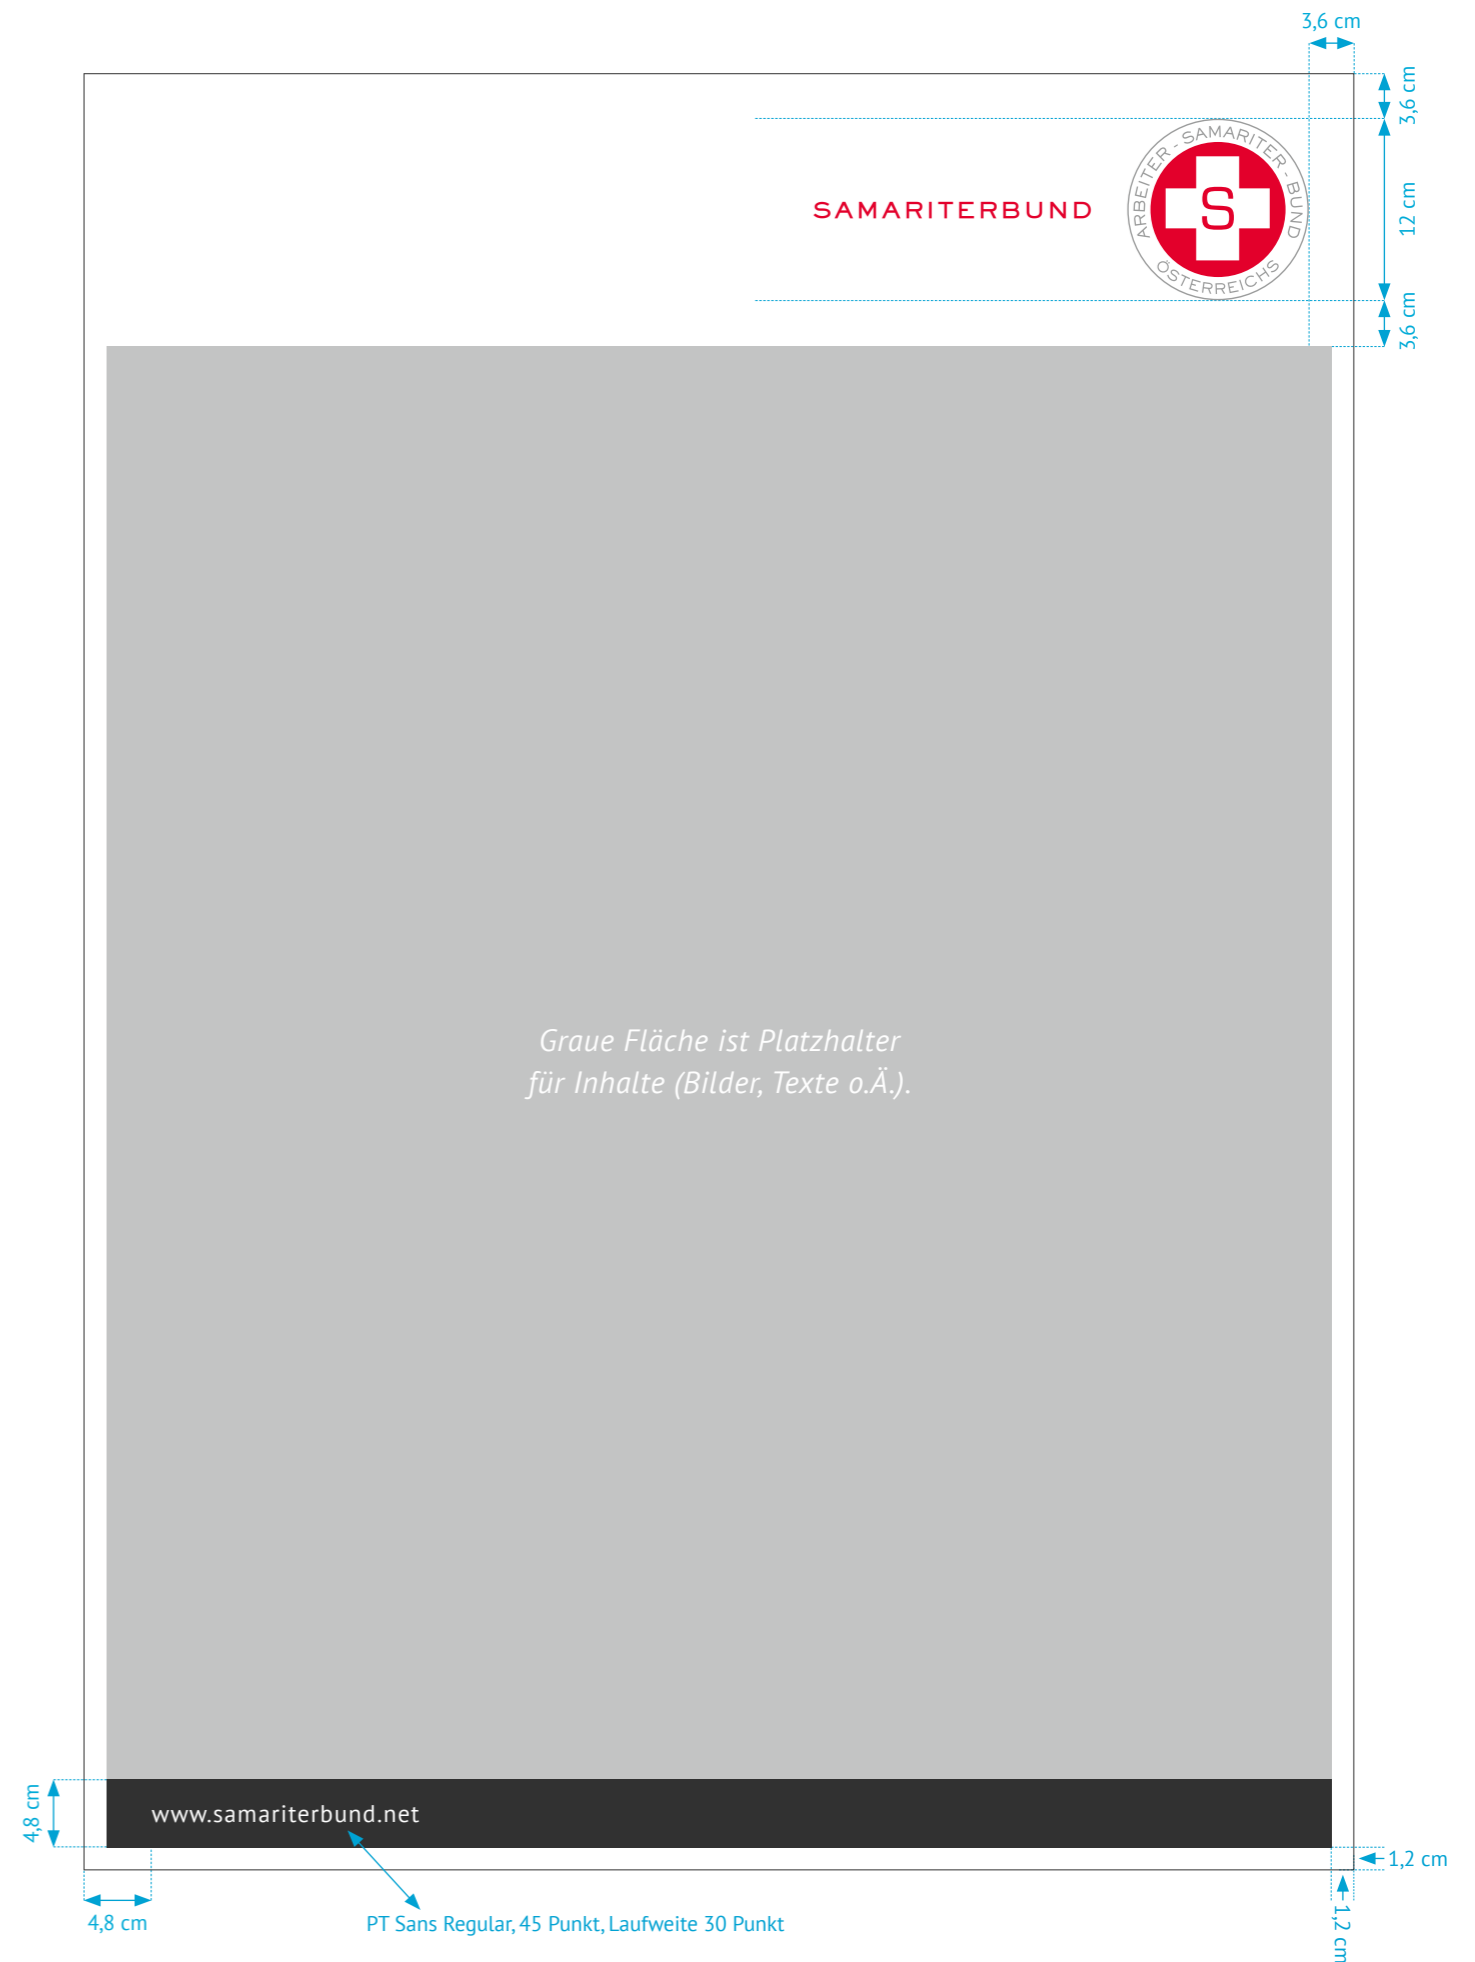 3,6 cm
3,6 cm
SAMARITERBUND
ARBEITER - SAMARITER - BUND
ÖSTERREICHS
S
12 cm
3,6 cm
Graue Fläche ist Platzhalter
für Inhalte (Bilder, Texte o.Ä.).
4,8 cm
www.samariterbund.net
1,2 cm
4,8 cm
PT Sans Regular, 45 Punkt, Laufweite 30 Punkt
1,2 cm